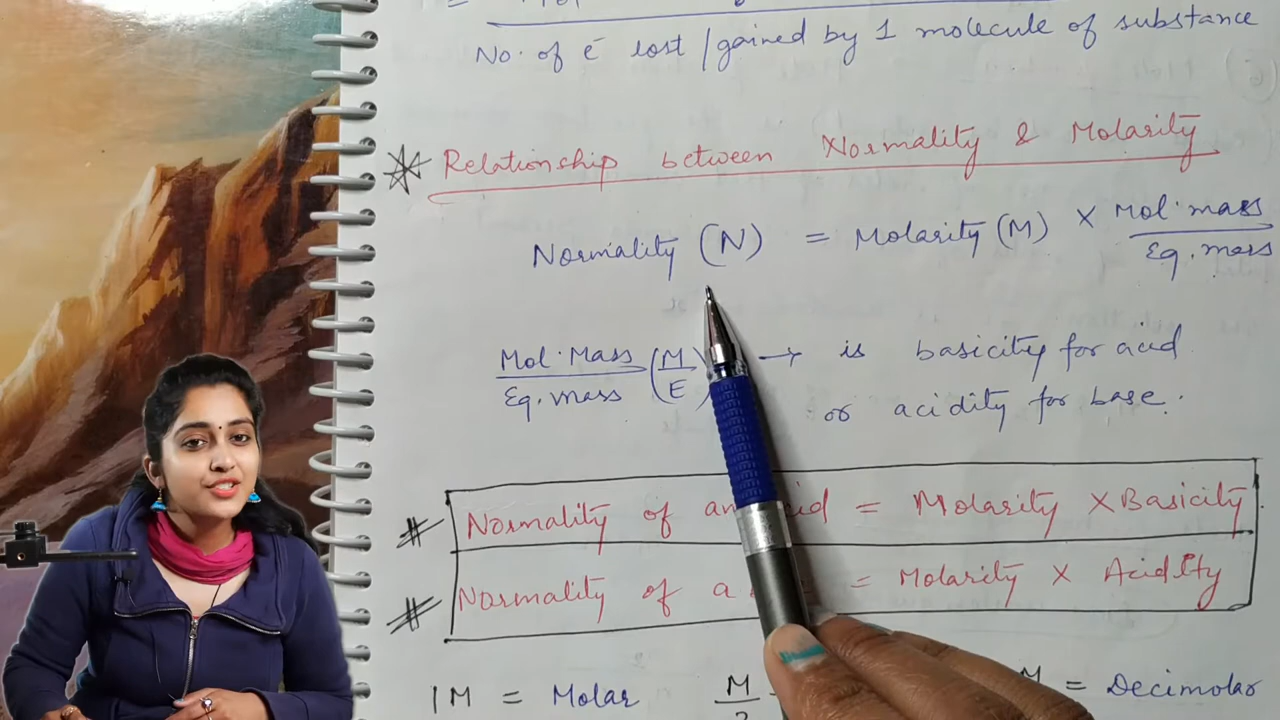 No. of e⁻ lost / gained by 1 molecule of substance
Relationship between Normality & Molarity
Normality (N) = Molarity (M) × Mol. mass / Eq. mass
Mol. Mass / Eq. mass (M/E) → is basicity for acid
or acidity for base.
# Normality of an acid = Molarity × Basicity
# Normality of a = Molarity × Acidity
1M = Molar M = Decimolar